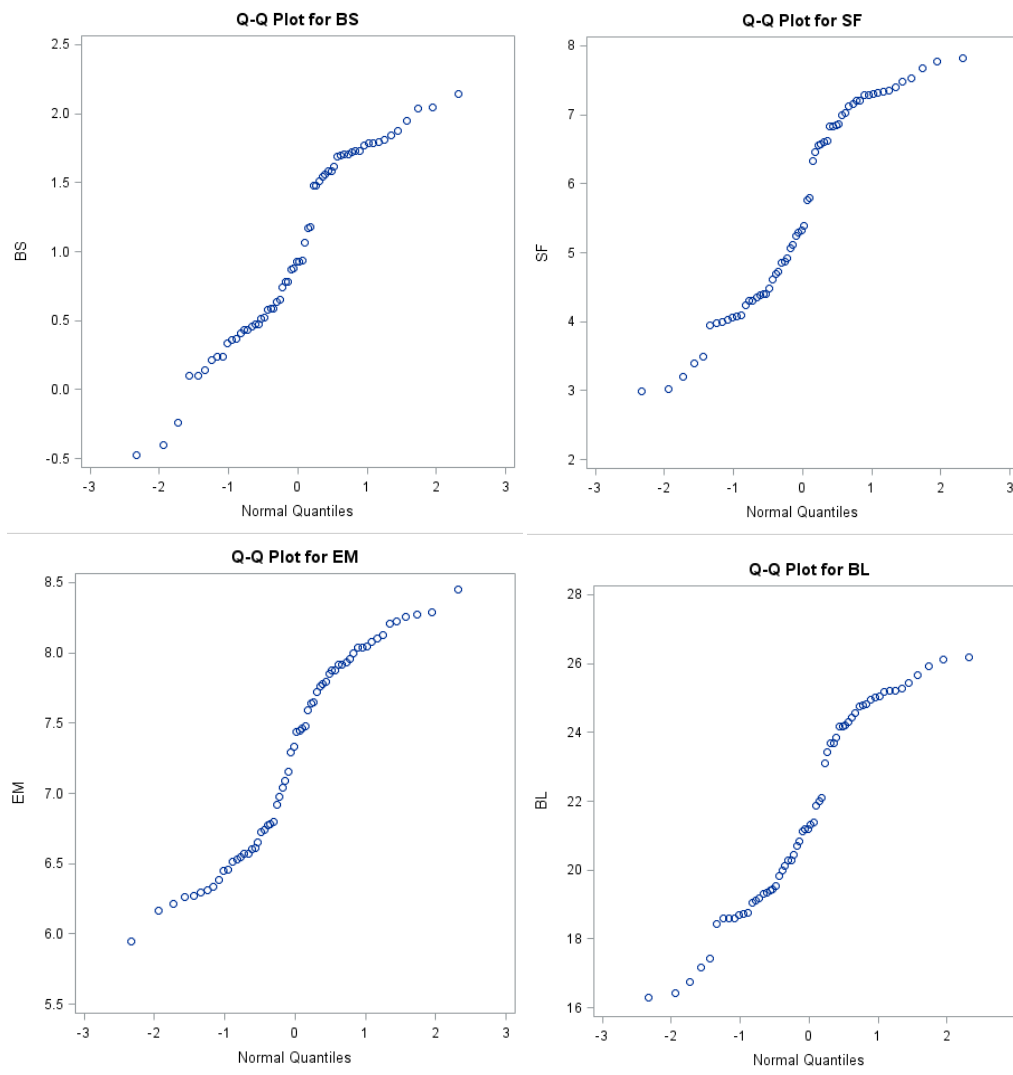 Q-Q Plot for BS
2.5
2.0
1.5
1.0
0.5
0.0
-0.5
BS
-3 -2 -1 0 1 2 3
Normal Quantiles
Q-Q Plot for SF
8
7
6
5
4
3
2
SF
-3 -2 -1 0 1 2 3
Normal Quantiles
Q-Q Plot for EM
8.5
8.0
7.5
7.0
6.5
6.0
5.5
EM
-3 -2 -1 0 1 2 3
Normal Quantiles
Q-Q Plot for BL
28
26
24
22
20
18
16
BL
-3 -2 -1 0 1 2
Normal Quantiles